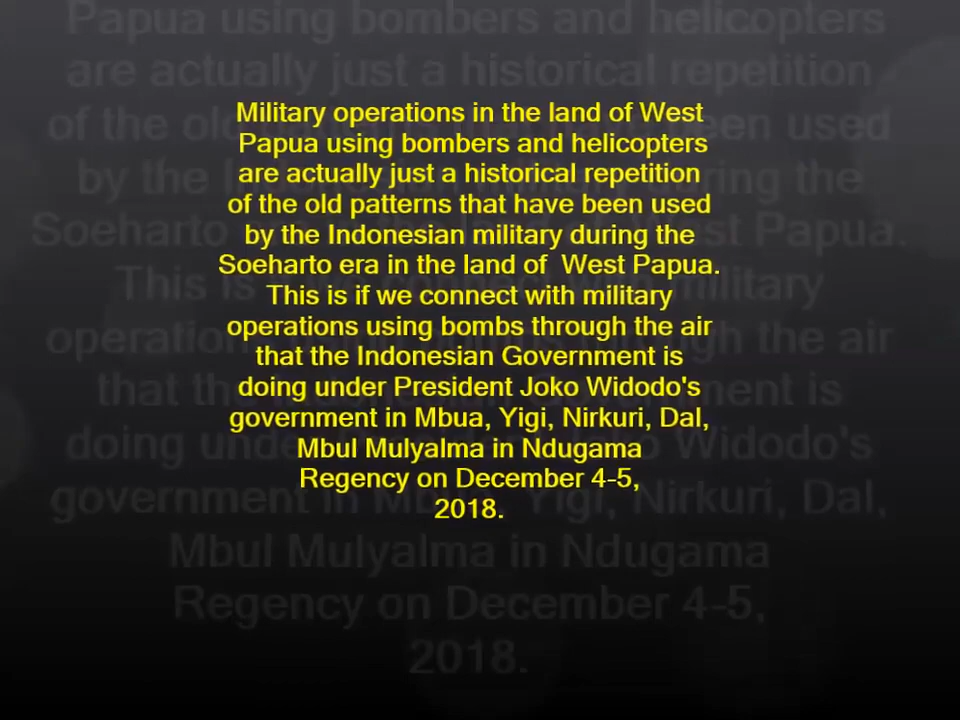 Military operations in the land of West
Papua using bombers and helicopters
are actually just a historical repetition
of the old patterns that have been used
by the Indonesian military during the
Soeharto era in the land of  West Papua.
This is if we connect with military
operations using bombs through the air
that the Indonesian Government is
doing under President Joko Widodo's
government in Mbua, Yigi, Nirkuri, Dal,
Mbul Mulyalma in Ndugama
Regency on December 4-5,
2018.